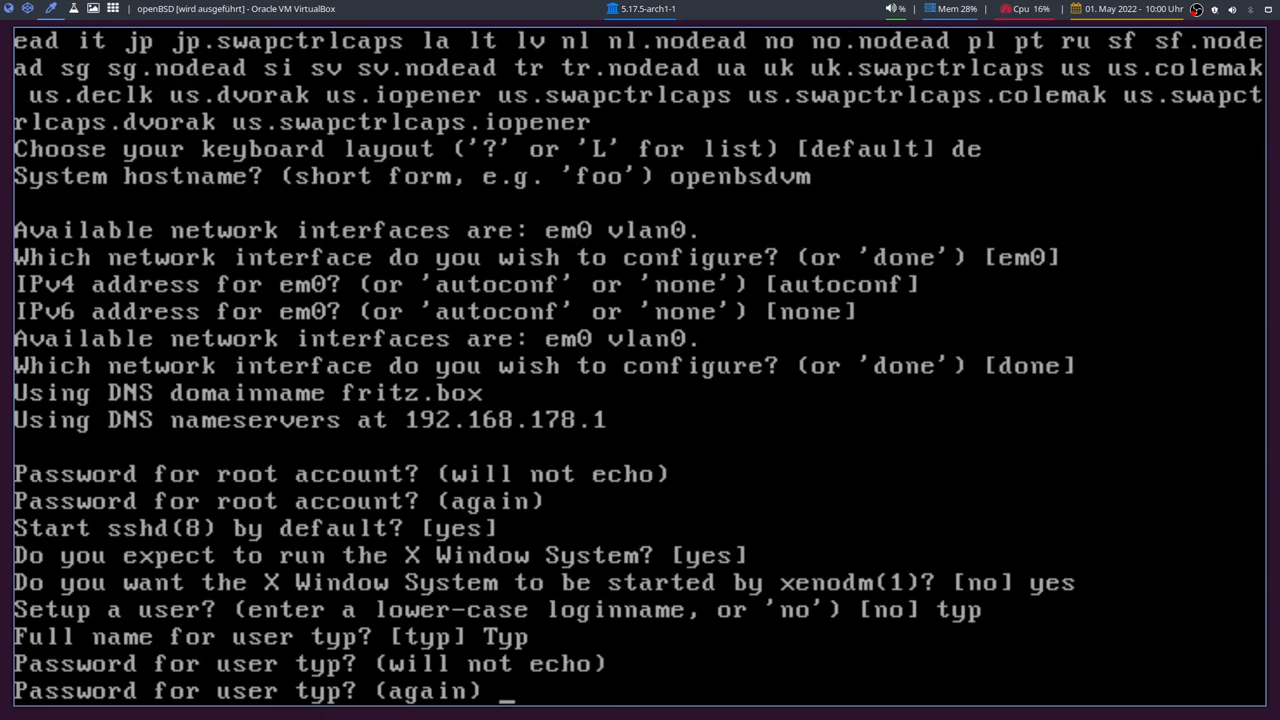 openBSD [wird ausgeführt] - Oracle VM VirtualBox
5.17.5-arch1-1
%
Mem 28%
Cpu 16%
01. May 2022 - 10:00 Uhr
ead it jp jp.swapctrlcaps la lt lv nl nl.nodead no no.nodead pl pt ru sf sf.node
ad sg sg.nodead si sv sv.nodead tr tr.nodead ua uk uk.swapctrlcaps us us.colemak
us.declk us.dvorak us.iopener us.swapctrlcaps us.swapctrlcaps.colemak us.swapct
rlcaps.dvorak us.swapctrlcaps.iopener
Choose your keyboard layout ('?' or 'L' for list) [default] de
System hostname? (short form, e.g. 'foo') openbsdvm
Available network interfaces are: em0 vlan0.
Which network interface do you wish to configure? (or 'done') [em0]
IPv4 address for em0? (or 'autoconf' or 'none') [autoconf]
IPv6 address for em0? (or 'autoconf' or 'none') [none]
Available network interfaces are: em0 vlan0.
Which network interface do you wish to configure? (or 'done') [done]
Using DNS domainname fritz.box
Using DNS nameservers at 192.168.178.1
Password for root account? (will not echo)
Password for root account? (again)
Start sshd(8) by default? [yes]
Do you expect to run the X Window System? [yes]
Do you want the X Window System to be started by xenodm(1)? [no] yes
Setup a user? (enter a lower-case loginname, or 'no') [no] typ
Full name for user typ? [typ] Typ
Password for user typ? (will not echo)
Password for user typ? (again) _